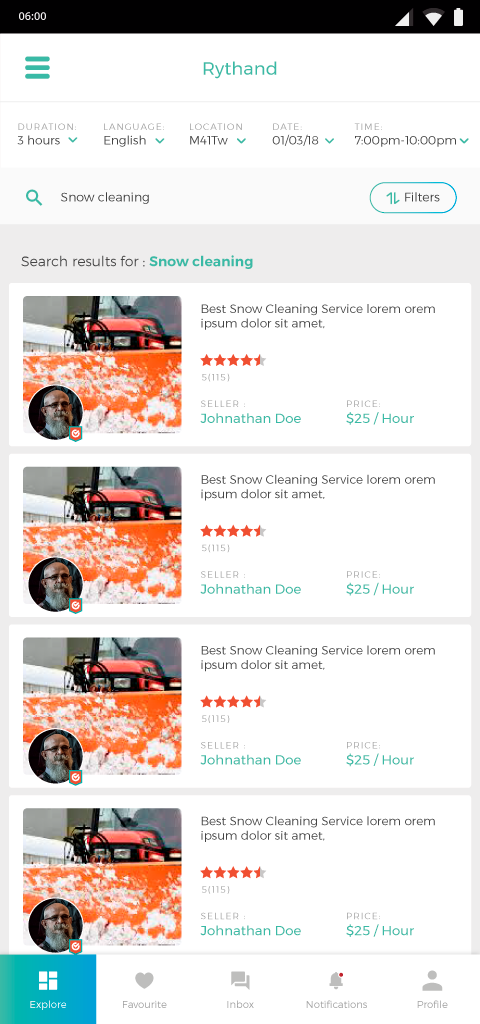 06:00
Rythand
DURATION: LANGUAGE: LOCATION DATE: TIME:
3 hours English M41Tw 01/03/18 7:00pm-10:00pm
Snow cleaning Filters
Search results for : Snow cleaning
Best Snow Cleaning Service lorem orem
ipsum dolor sit amet,
5(115)
SELLER : PRICE:
Johnathan Doe $25 / Hour
Best Snow Cleaning Service lorem orem
ipsum dolor sit amet,
5(115)
SELLER : PRICE:
Johnathan Doe $25 / Hour
Best Snow Cleaning Service lorem orem
ipsum dolor sit amet,
5(115)
SELLER : PRICE:
Johnathan Doe $25 / Hour
Best Snow Cleaning Service lorem orem
ipsum dolor sit amet,
5(115)
SELLER : PRICE:
Johnathan Doe $25 / Hour
Explore Favourite Inbox Notifications Profile